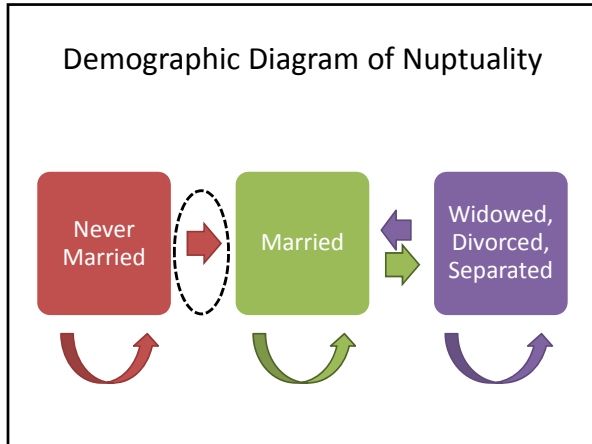 Demographic Diagram of Nuptuality
Never
Married
Married
Widowed,
Divorced,
Separated